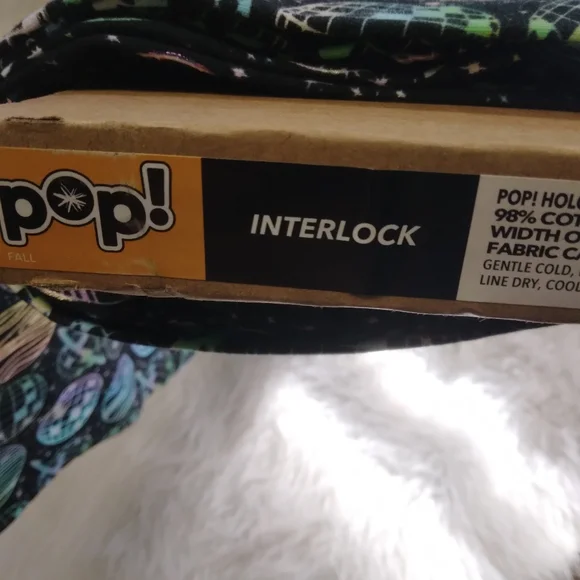 pop!
FALL
INTERLOCK
POP! HOLO
98% COT
WIDTH O
FABRIC CA
GENTLE COLD,
LINE DRY, COOL